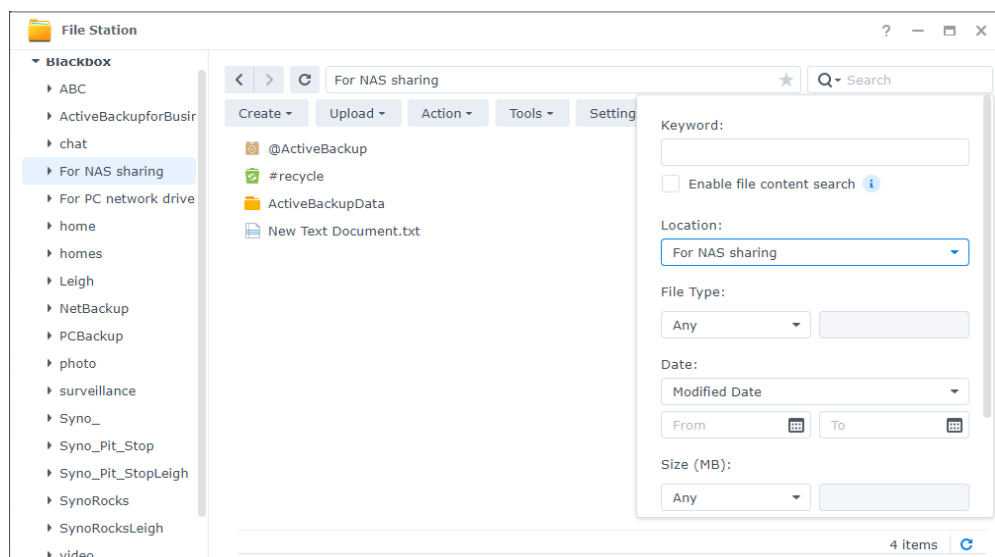 File Station
Blackbox
ABC
ActiveBackupforBusir
chat
For NAS sharing
For PC network drive
home
homes
Leigh
NetBackup
PCBackup
photo
surveillance
Syno_
Syno_Pit_Stop
Syno_Pit_StopLeigh
SynoRocks
SynoRocksLeigh
video
For NAS sharing
Search
Create
Upload
Action
Tools
Setting
@ActiveBackup
#recycle
ActiveBackupData
New Text Document.txt
Keyword:
Enable file content search
Location:
For NAS sharing
File Type:
Any
Date:
Modified Date
From
To
Size (MB):
Any
4 items